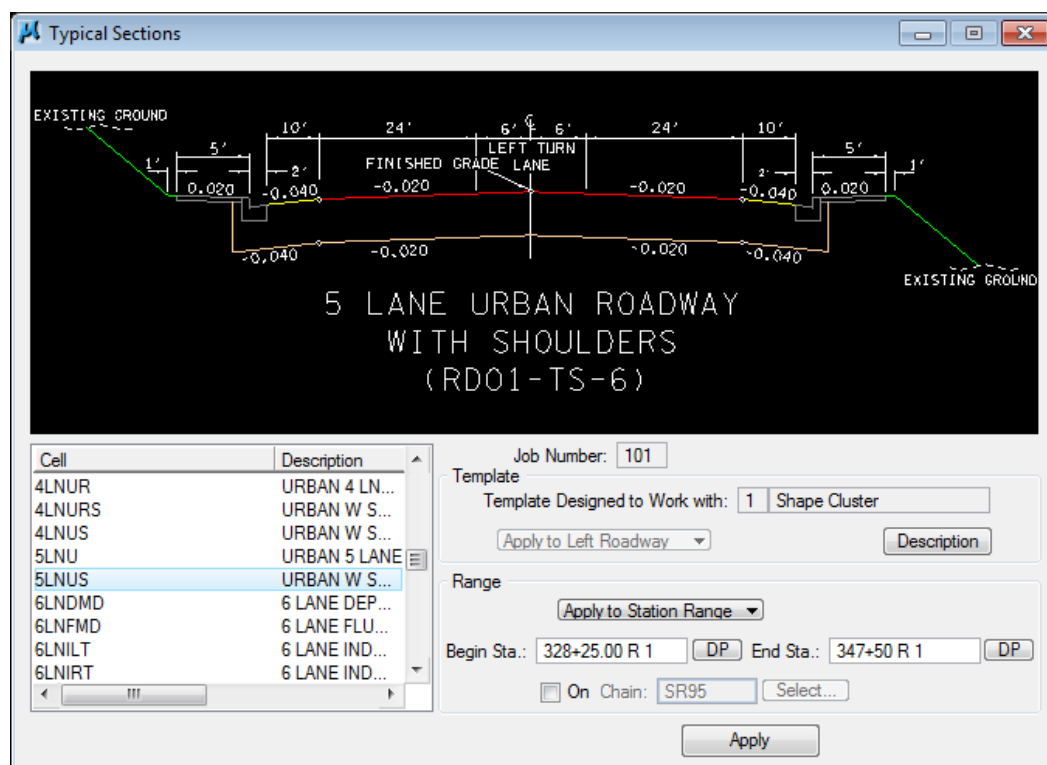 Typical Sections
EXISTING GROUND
10' 24' 6' 6' 24' 10'
5' LEFT TURN 5'
1' 2' FINISHED GRADE LANE 2' 1'
0.020 -0.040 -0.020 -0.020 -0.040 0.020
-0.040 -0.020 -0.020 -0.040
EXISTING GROUND
5 LANE URBAN ROADWAY
WITH SHOULDERS
(RD01-TS-6)
Cell Description
4LNUR URBAN 4 LN...
4LNURS URBAN W S...
4LNUS URBAN W S...
5LNU URBAN 5 LANE
5LNUS URBAN W S...
6LNDMD 6 LANE DEP...
6LNFMD 6 LANE FLU...
6LNILT 6 LANE IND...
6LNIRT 6 LANE IND...
Job Number: 101
Template
Template Designed to Work with: 1 Shape Cluster
Apply to Left Roadway Description
Range
Apply to Station Range
Begin Sta.: 328+25.00 R 1 DP End Sta.: 347+50 R 1 DP
On Chain: SR95 Select...
Apply